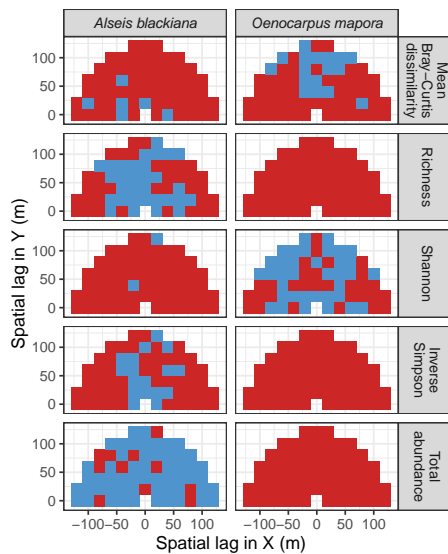 Alseis blackiana
Oenocarpus mapora
Mean
Bray−Curtis
dissimilarity
Richness
Shannon
Inverse
Simpson
Total
abundance
Spatial lag in Y (m)
100
50
0
100
50
0
100
50
0
100
50
0
100
50
0
−100 −50 0 50 100
−100 −50 0 50 100
Spatial lag in X (m)